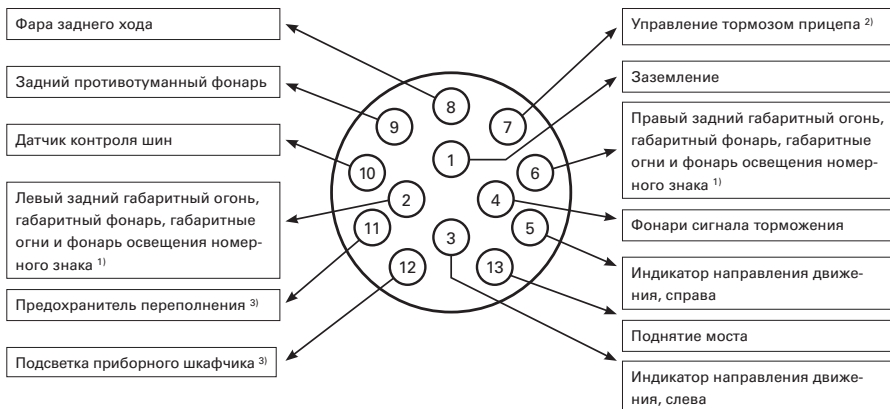 Фара заднего хода
Задний противотуманный фонарь
Датчик контроля шин
Левый задний габаритный огонь,
габаритный фонарь, габаритные
огни и фонарь освещения номер-
ного знака 1)
Предохранитель переполнения 3)
Подсветка приборного шкафчика 3)
8
9
7
1
10
6
2
4
11
5
3
12
13
Управление тормозом прицепа 2)
Заземление
Правый задний габаритный огонь,
габаритный фонарь, габаритные
огни и фонарь освещения номер-
ного знака 1)
Фонари сигнала торможения
Индикатор направления движе-
ния, справа
Поднятие моста
Индикатор направления движе-
ния, слева